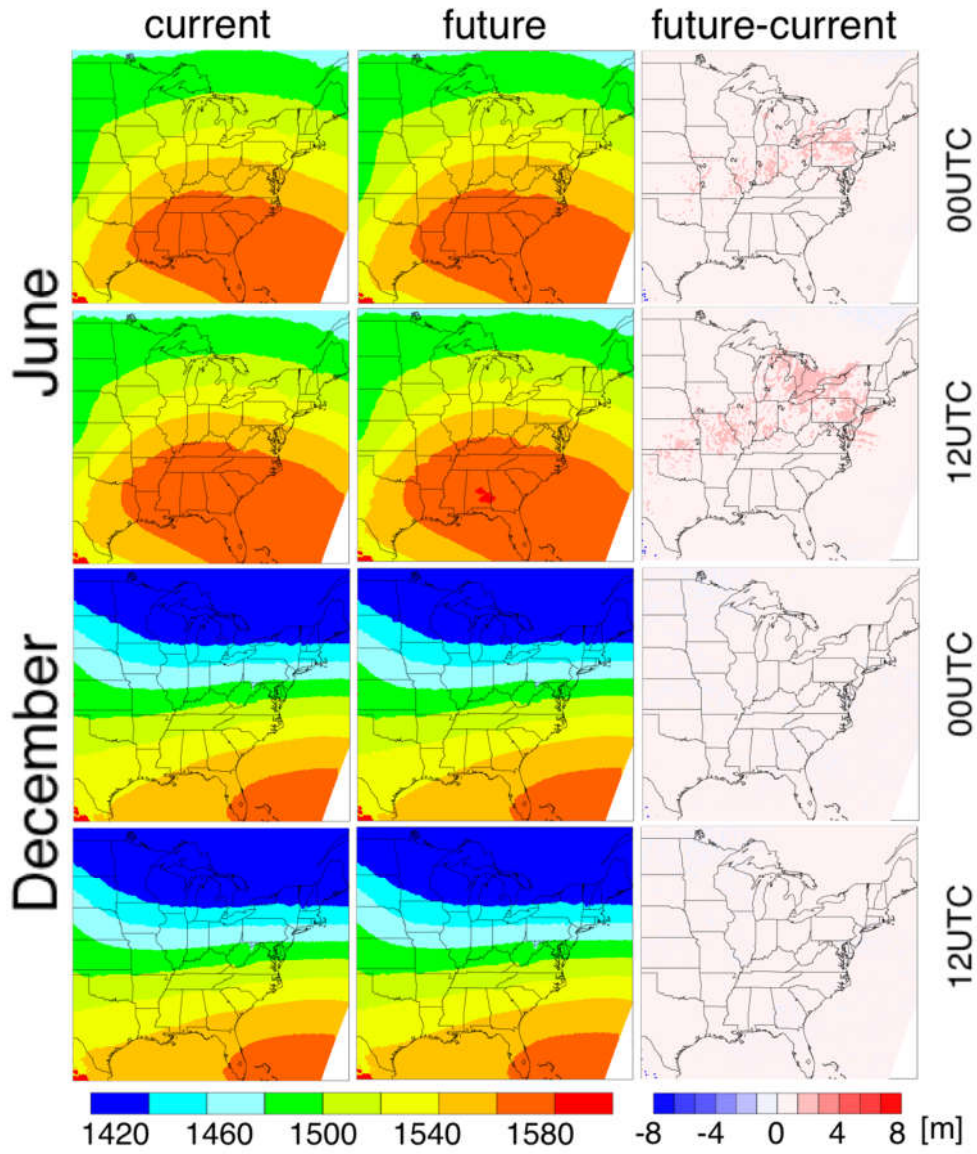 current future future-current
June
00UTC
12UTC
December
00UTC
12UTC
1420 1460 1500 1540 1580 -8 -4 0 4 8 [m]